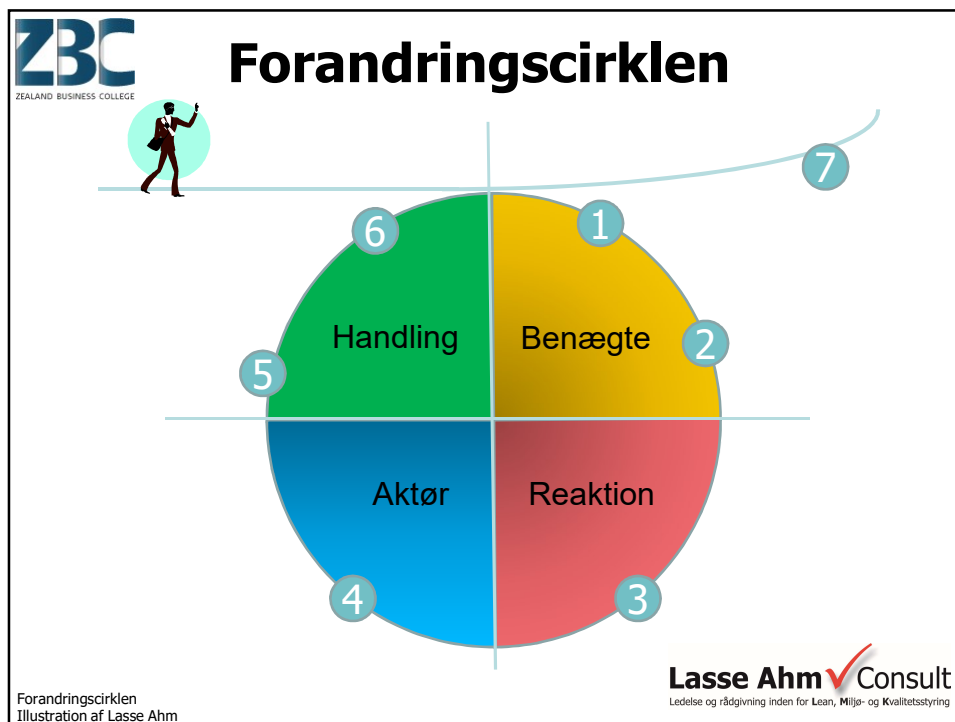 ZBC
ZEALAND BUSINESS COLLEGE
Forandringscirklen
7
6
1
Handling
Benægte
2
5
Aktør
Reaktion
4
3
Forandringscirklen
Illustration af Lasse Ahm
Lasse Ahm Consult
Ledelse og rådgivning inden for Lean, Miljø- og Kvalitetsstyring